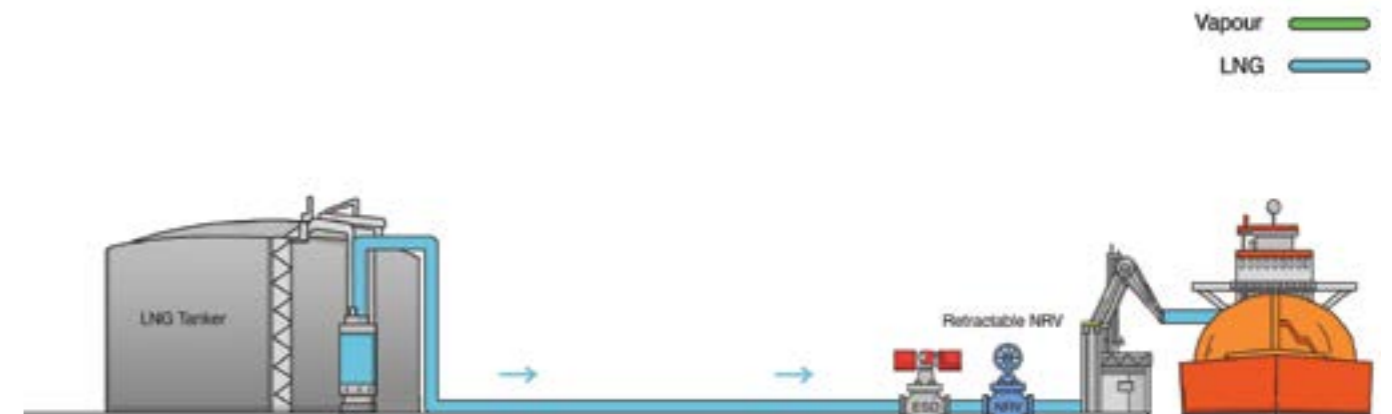 Vapour
LNG
LNG Tanker
Retractable NRV
ESD
NRV